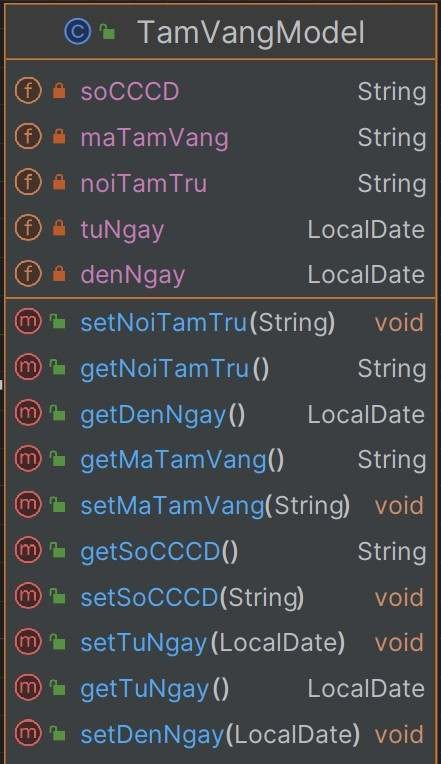 TamVangModel
soCCCD String
maTamVang String
noiTamTru String
tuNgay LocalDate
denNgay LocalDate
setNoiTamTru(String) void
getNoiTamTru() String
getDenNgay() LocalDate
getMaTamVang() String
setMaTamVang(String) void
getSoCCCD() String
setSoCCCD(String) void
setTuNgay(LocalDate) void
getTuNgay() LocalDate
setDenNgay(LocalDate) void